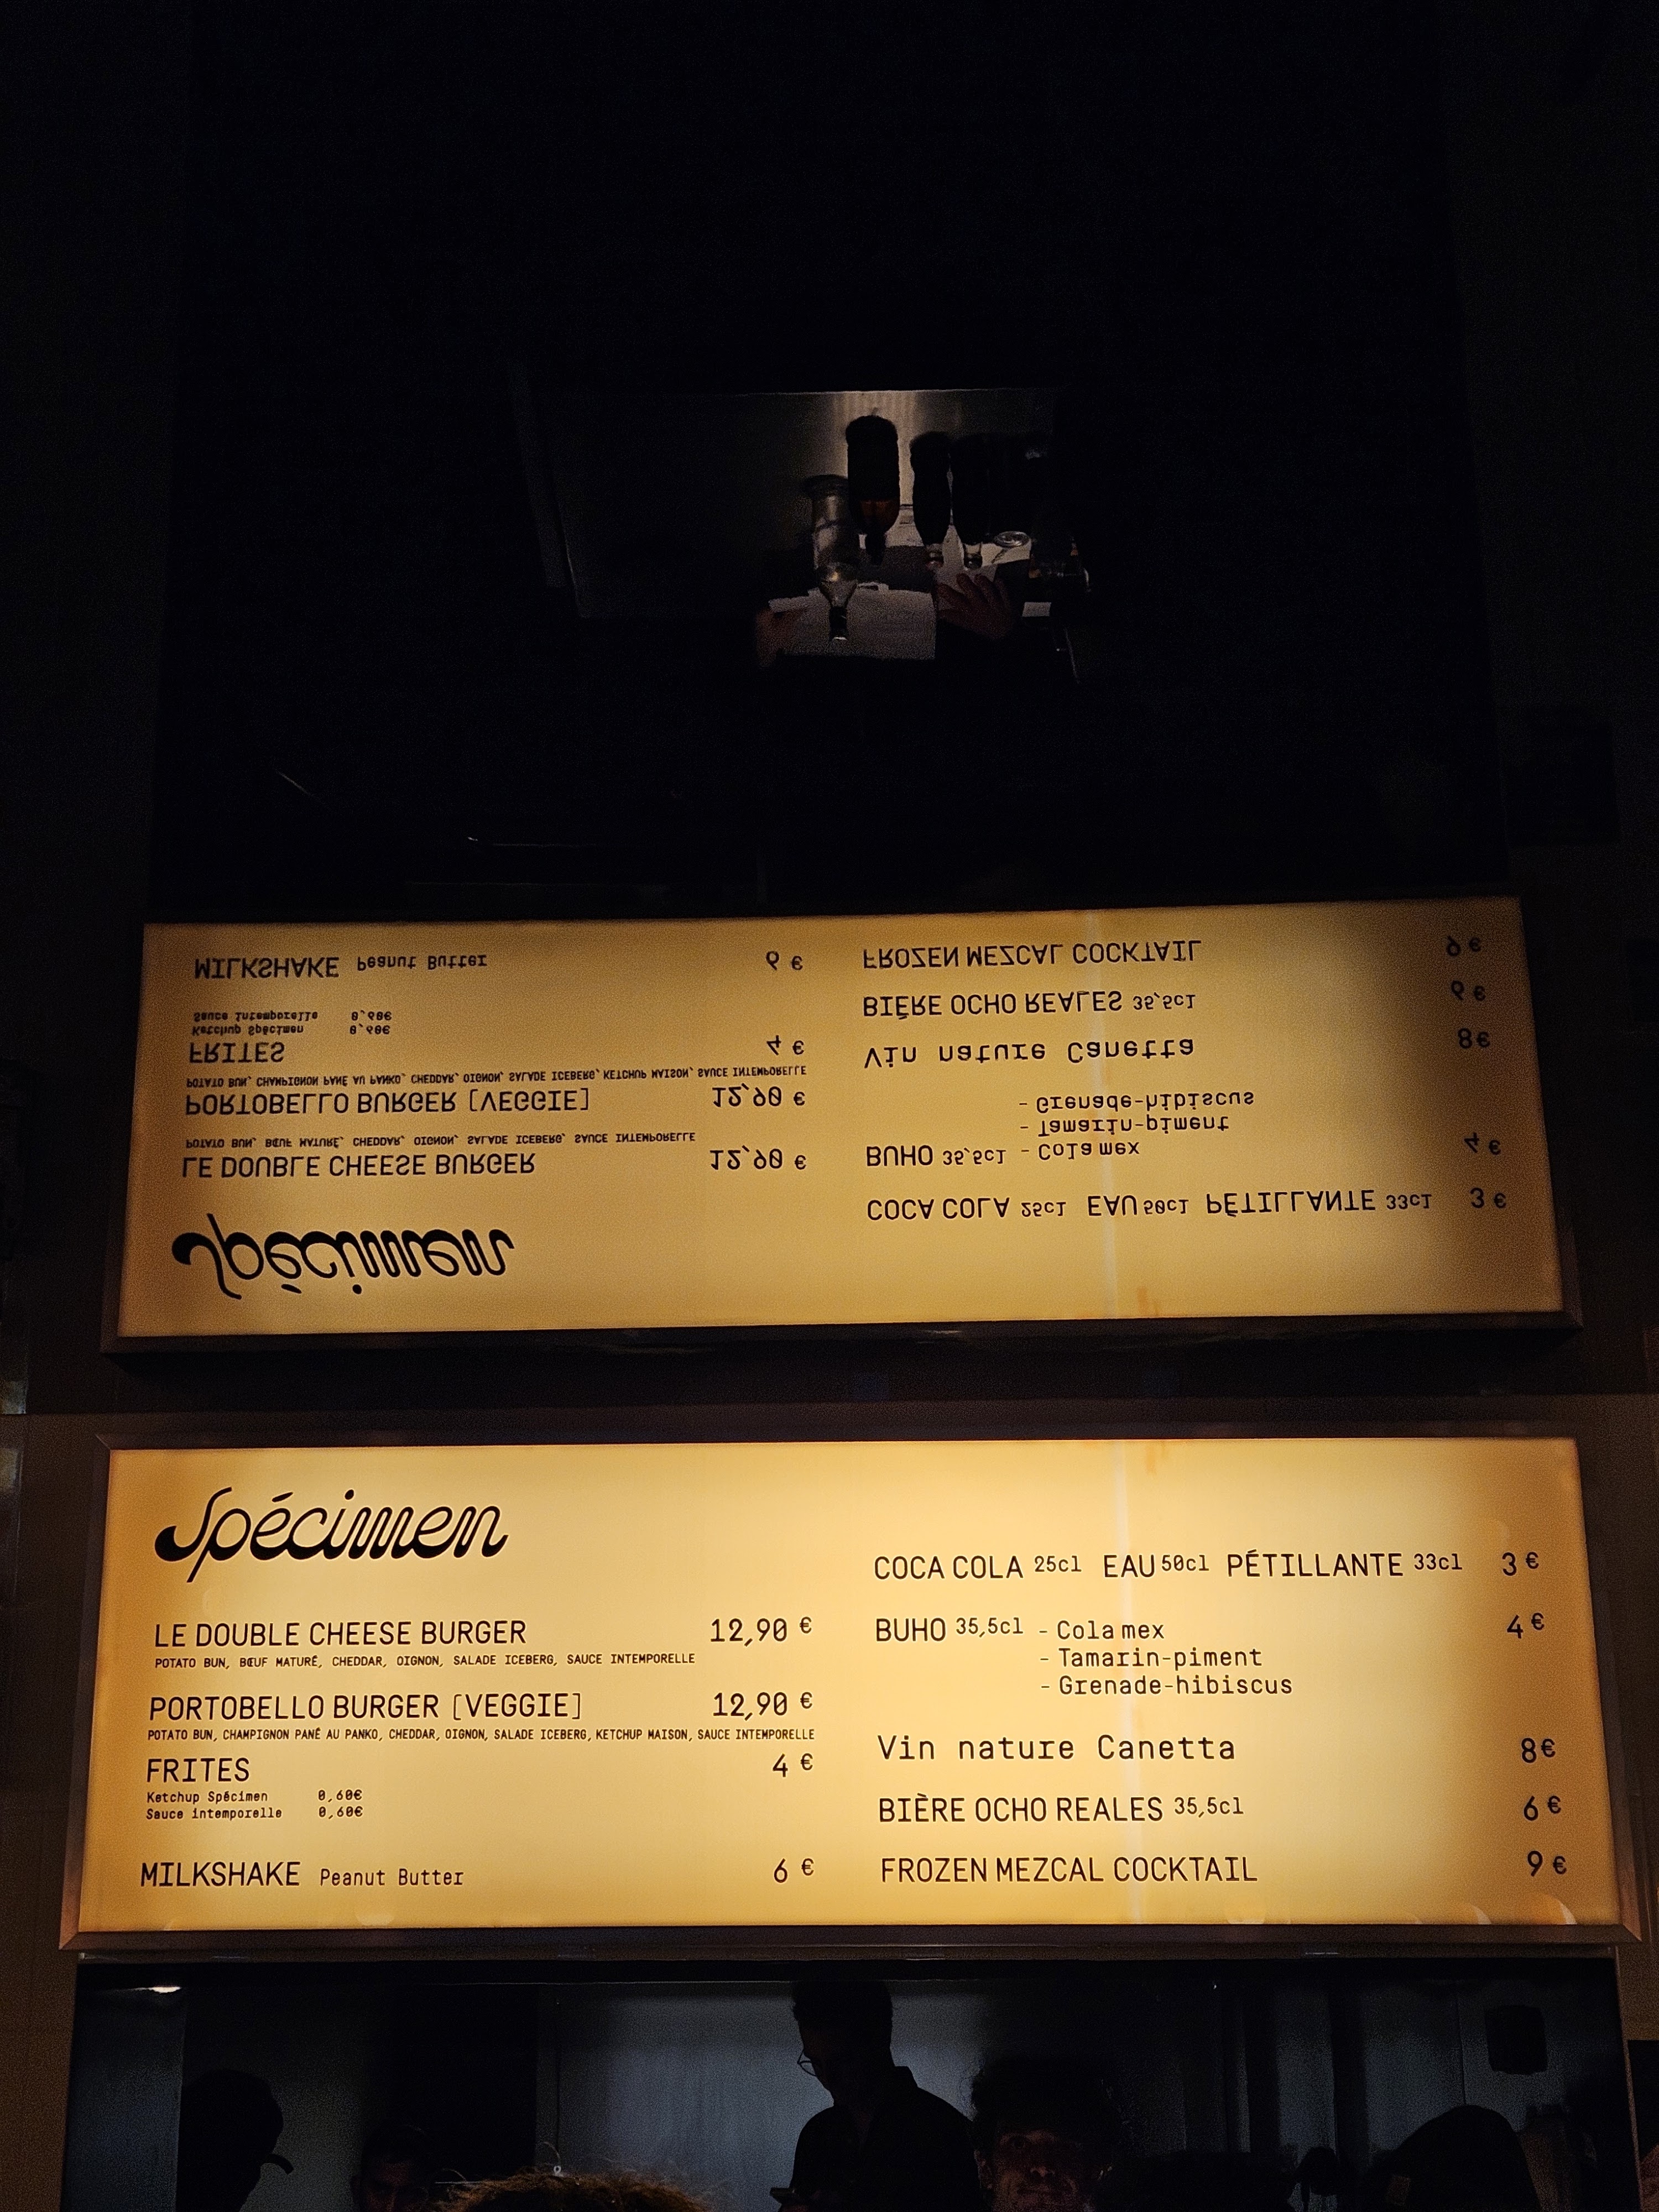 Spécimen
LE DOUBLE CHEESE BURGER 12,90 €
POTATO BUN, BŒUF MATURÉ, CHEDDAR, OIGNON, SALADE ICEBERG, SAUCE INTEMPORELLE
PORTOBELLO BURGER [VEGGIE] 12,90 €
POTATO BUN, CHAMPIGNON PANÉ AU PANKO, CHEDDAR, OIGNON, SALADE ICEBERG, KETCHUP MAISON, SAUCE INTEMPORELLE
FRITES 4 €
Ketchup Spécimen 0,60€
Sauce intemporelle 0,60€
MILKSHAKE Peanut Butter 6 €
COCA COLA 25cl EAU 50cl PÉTILLANTE 33cl 3 €
BUHO 35,5cl - Cola mex 4 €
- Tamarin-piment
- Grenade-hibiscus
Vin nature Canetta 8€
BIÈRE OCHO REALES 35,5cl 6 €
FROZEN MEZCAL COCKTAIL 9 €